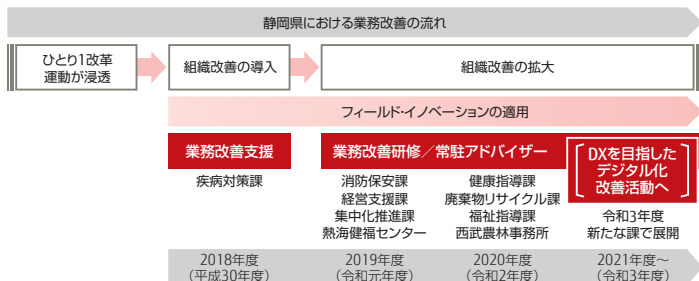 静岡県における業務改善の流れ
ひとり1改革
運動が浸透
組織改善の導入
組織改善の拡大
フィールド・イノベーションの適用
業務改善支援
業務改善研修／常駐アドバイザー
DXを目指した
デジタル化
改善活動へ
疾病対策課
消防保安課
経営支援課
集中化推進課
熱海健福センター
健康指導課
廃棄物リサイクル課
福祉指導課
西武農林事務所
令和3年度
新たな課で展開
2018年度
（平成30年度）
2019年度
（令和元年度）
2020年度
（令和2年度）
2021年度～
（令和3年度）